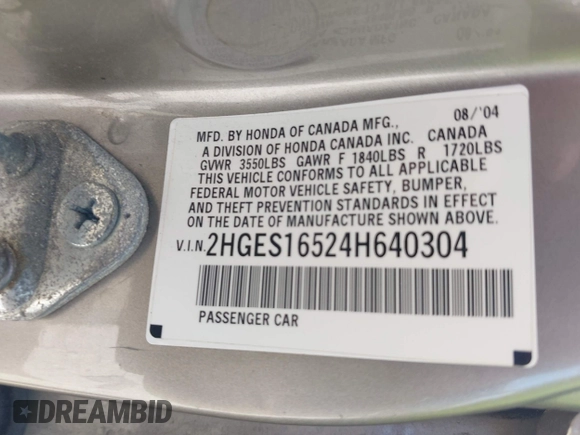 08/'04
MFD. BY HONDA OF CANADA MFG.,
A DIVISION OF HONDA CANADA INC. CANADA
GVWR 3550LBS GAWR F 1840LBS R 1720LBS
THIS VEHICLE CONFORMS TO ALL APPLICABLE
FEDERAL MOTOR VEHICLE SAFETY, BUMPER,
AND THEFT PREVENTION STANDARDS IN EFFECT
ON THE DATE OF MANUFACTURE SHOWN ABOVE.
V.I.N. 2HGES16524H640304
PASSENGER CAR
DREAMBID